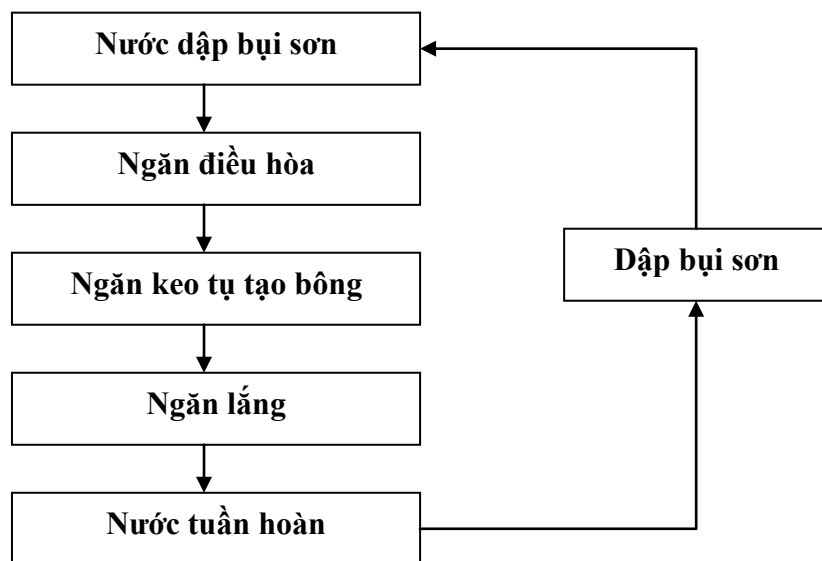 Nước dập bụi sơn
Ngăn điều hòa
Ngăn keo tụ tạo bông
Dập bụi sơn
Ngăn lắng
Nước tuần hoàn